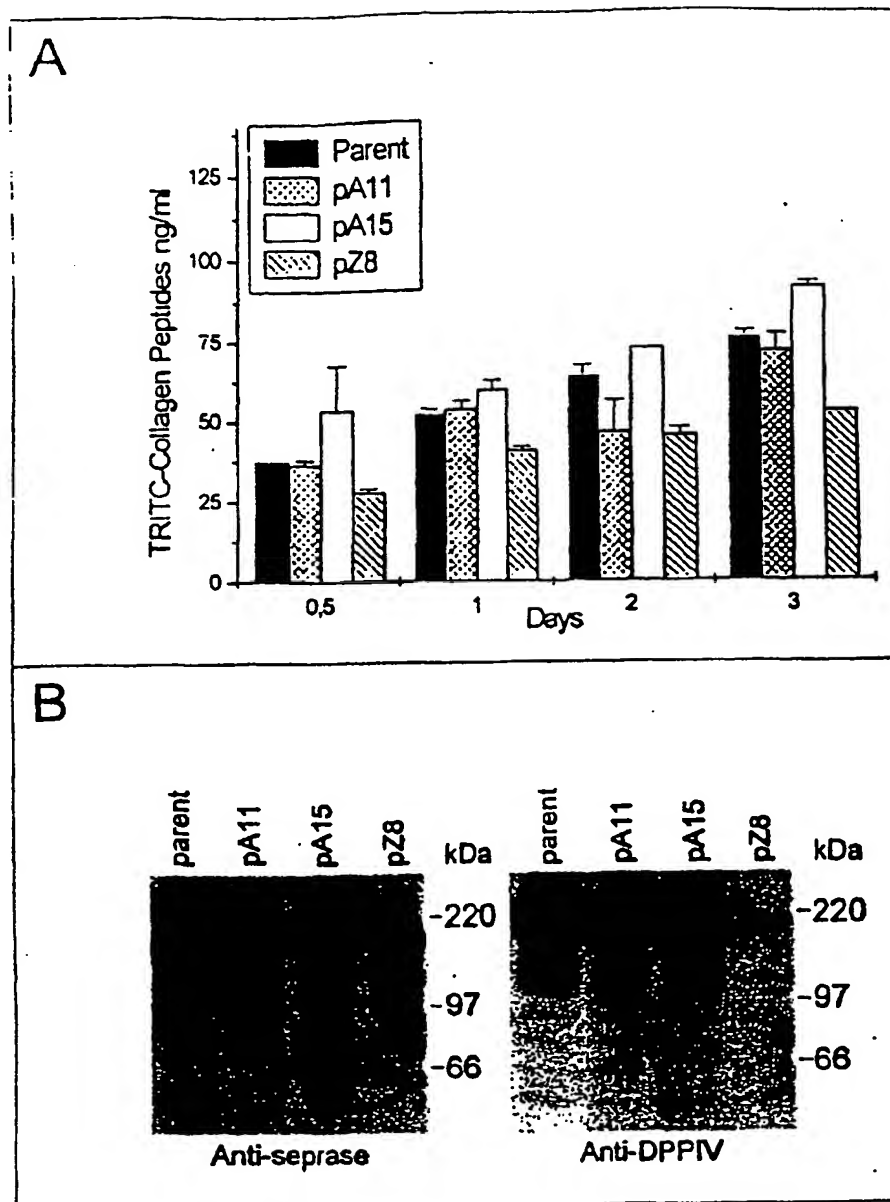 A
Parent
pA11
pA15
pZ8
TRITC-Collagen Peptides ng/ml
125
100
75
50
25
0
0,5 1 2 3
Days
B
parent pA11 pA15 pZ8 kDa
-220
-97
-66
Anti-seprase
parent pA11 pA15 pZ8 kDa
-220
-97
-66
Anti-DPPIV